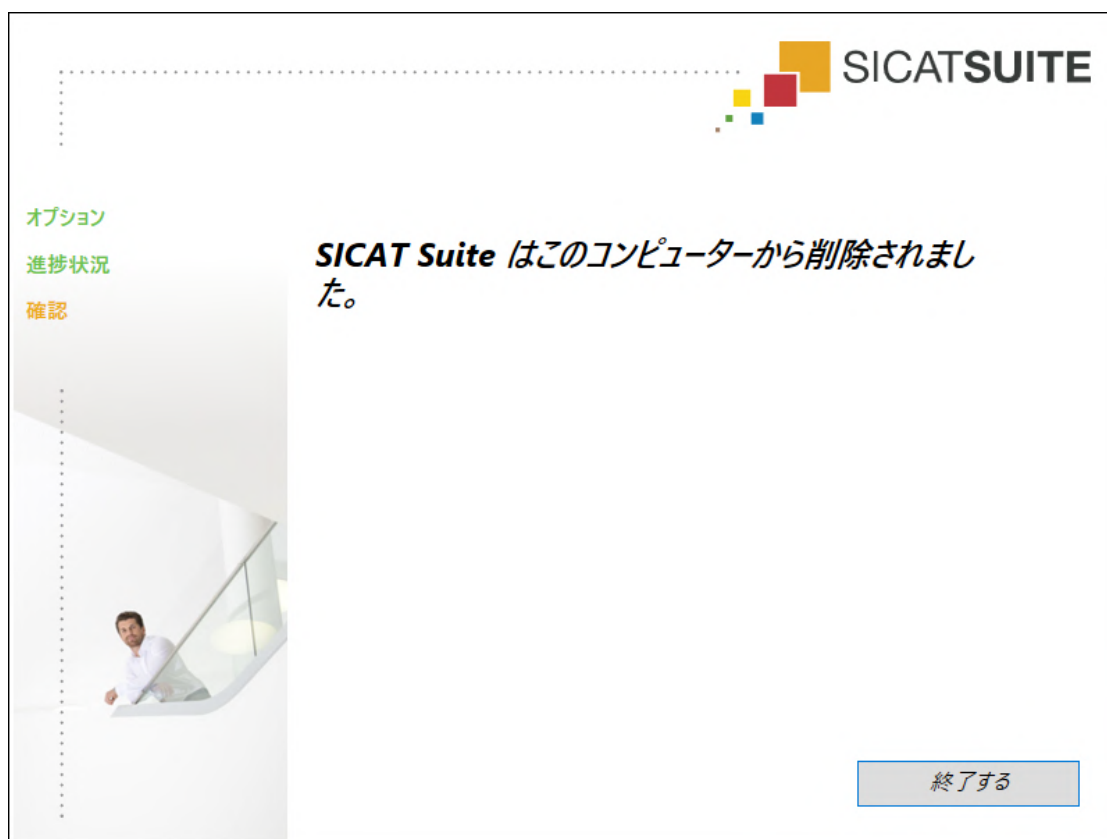 SICATSUITE
オプション
進捗状況
確認
SICAT Suite はこのコンピューターから削除されまし
た。
終了する